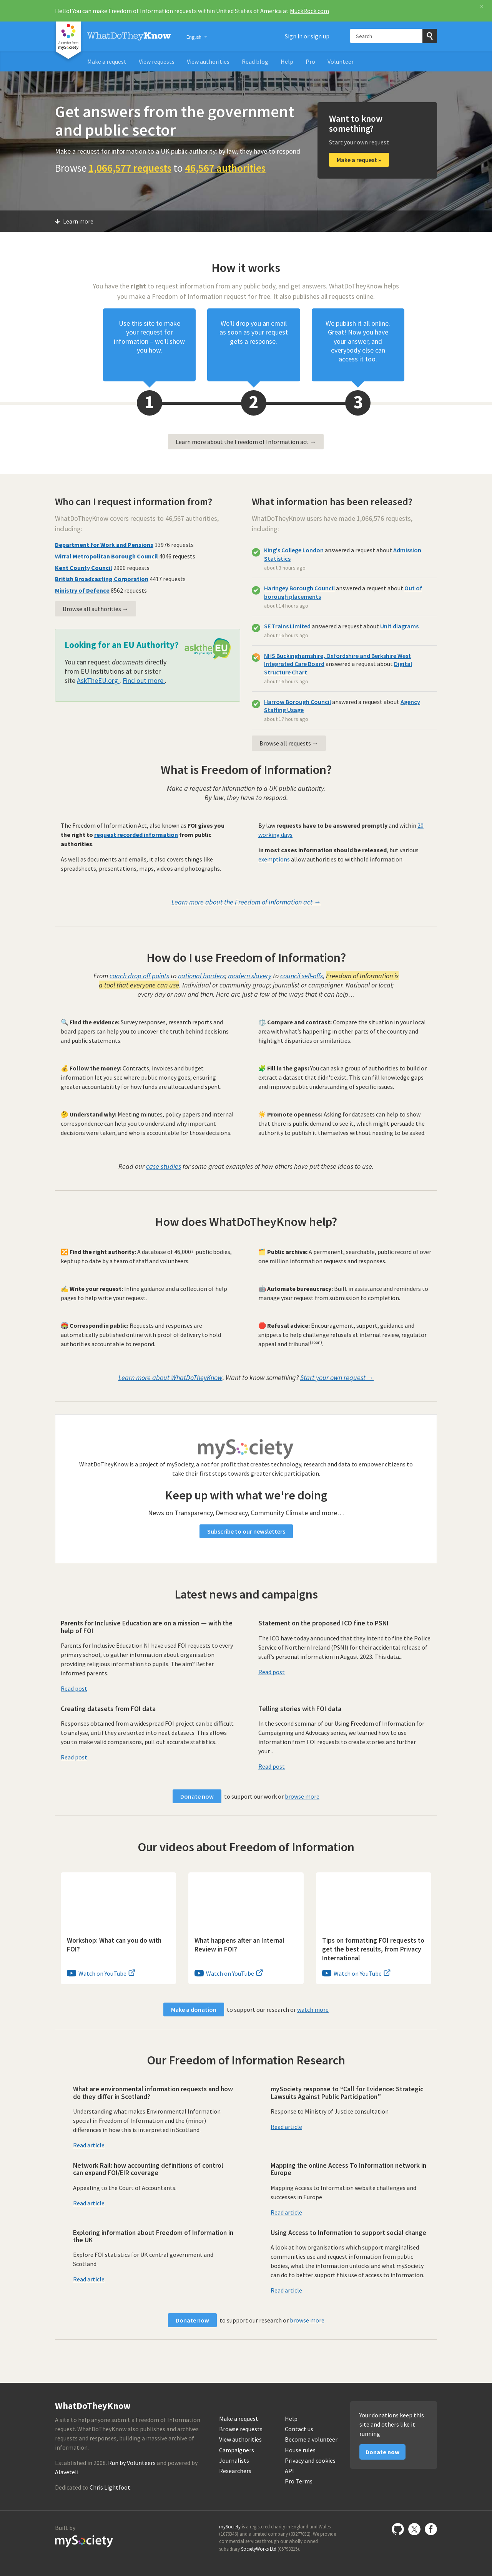 Hello! You can make Freedom of Information requests within United States of America at MuckRock.com
×
mySociety
WhatDoTheyKnow
English
Sign in or sign up
Search
Make a request View requests View authorities Read blog Help Pro Volunteer
Get answers from the government
and public sector
Make a request for information to a UK public authority: by law, they have to respond
Browse 1,066,577 requests to 46,567 authorities
Want to know
something?
Start your own request
Make a request »
Learn more
How it works
You have the right to request information from any public body, and get answers. WhatDoTheyKnow helps
you make a Freedom of Information request for free. It also publishes all requests online.
Use this site to make
your request for
information – we'll show
you how.
We'll drop you an email
as soon as your request
gets a response.
We publish it all online.
Great! Now you have
your answer, and
everybody else can
access it too.
1 2 3
Learn more about the Freedom of Information act →
Who can I request information from?
WhatDoTheyKnow covers requests to 46,567 authorities,
including:
Department for Work and Pensions 13976 requests
Wirral Metropolitan Borough Council 4046 requests
Kent County Council 2900 requests
British Broadcasting Corporation 4417 requests
Ministry of Defence 8562 requests
Browse all authorities →
Looking for an EU Authority?
asktheEU.org
You can request documents directly
from EU Institutions at our sister
site AskTheEU.org . Find out more .
What information has been released?
WhatDoTheyKnow users have made 1,066,576 requests,
including:
King's College London answered a request about Admission
Statistics
about 3 hours ago
Haringey Borough Council answered a request about Out of
borough placements
about 14 hours ago
SE Trains Limited answered a request about Unit diagrams
about 16 hours ago
NHS Buckinghamshire, Oxfordshire and Berkshire West
Integrated Care Board answered a request about Digital
Structure Chart
about 16 hours ago
Harrow Borough Council answered a request about Agency
Staffing Usage
about 17 hours ago
Browse all requests →
What is Freedom of Information?
Make a request for information to a UK public authority.
By law, they have to respond.
The Freedom of Information Act, also known as FOI gives you
the right to request recorded information from public
authorities.
As well as documents and emails, it also covers things like
spreadsheets, presentations, maps, videos and photographs.
By law requests have to be answered promptly and within 20
working days.
In most cases information should be released, but various
exemptions allow authorities to withhold information.
Learn more about the Freedom of Information act →
How do I use Freedom of Information?
From coach drop off points to national borders; modern slavery to council sell-offs, Freedom of Information is
a tool that everyone can use. Individual or community group; journalist or campaigner. National or local;
every day or now and then. Here are just a few of the ways that it can help…
🔍 Find the evidence: Survey responses, research reports and
board papers can help you to uncover the truth behind decisions
and public statements.
⚖️ Compare and contrast: Compare the situation in your local
area with what's happening in other parts of the country and
highlight disparities or similarities.
💰 Follow the money: Contracts, invoices and budget
information let you see where public money goes, ensuring
greater accountability for how funds are allocated and spent.
🧩 Fill in the gaps: You can ask a group of authorities to build or
extract a dataset that didn't exist. This can fill knowledge gaps
and improve public understanding of specific issues.
🤔 Understand why: Meeting minutes, policy papers and internal
correspondence can help you to understand why important
decisions were taken, and who is accountable for those decisions.
☀️ Promote openness: Asking for datasets can help to show
that there is public demand to see it, which might persuade the
authority to publish it themselves without needing to be asked.
Read our case studies for some great examples of how others have put these ideas to use.
How does WhatDoTheyKnow help?
🔀 Find the right authority: A database of 46,000+ public bodies,
kept up to date by a team of staff and volunteers.
🗂️ Public archive: A permanent, searchable, public record of over
one million information requests and responses.
✍️ Write your request: Inline guidance and a collection of help
pages to help write your request.
🤖 Automate bureaucracy: Built in assistance and reminders to
manage your request from submission to completion.
📮 Correspond in public: Requests and responses are
automatically published online with proof of delivery to hold
authorities accountable to respond.
🛑 Refusal advice: Encouragement, support, guidance and
snippets to help challenge refusals at internal review, regulator
appeal and tribunal(soon).
Learn more about WhatDoTheyKnow. Want to know something? Start your own request →
mySociety
WhatDoTheyKnow is a project of mySociety, a not for profit that creates technology, research and data to empower citizens to
take their first steps towards greater civic participation.
Keep up with what we're doing
News on Transparency, Democracy, Community Climate and more…
Subscribe to our newsletters
Latest news and campaigns
Parents for Inclusive Education are on a mission — with the
help of FOI
Parents for Inclusive Education NI have used FOI requests to every
primary school, to gather information about organisation
providing religious information to pupils. The aim? Better
informed parents.
Read post
Statement on the proposed ICO fine to PSNI
The ICO have today announced that they intend to fine the Police
Service of Northern Ireland (PSNI) for their accidental release of
staff's personal information in August 2023. This data...
Read post
Creating datasets from FOI data
Responses obtained from a widespread FOI project can be difficult
to analyse, until they are sorted into neat datasets. This allows
you to make valid comparisons, pull out accurate statistics...
Read post
Telling stories with FOI data
In the second seminar of our Using Freedom of Information for
Campaigning and Advocacy series, we learned how to use
information from FOI requests to create stories and further
your...
Read post
Donate now to support our work or browse more
Our videos about Freedom of Information
Workshop: What can you do with
FOI?
Watch on YouTube
What happens after an Internal
Review in FOI?
Watch on YouTube
Tips on formatting FOI requests to
get the best results, from Privacy
International
Watch on YouTube
Make a donation to support our research or watch more
Our Freedom of Information Research
What are environmental information requests and how
do they differ in Scotland?
Understanding what makes Environmental Information
special in Freedom of Information and the (minor)
differences in how this is interpreted in Scotland.
Read article
mySociety response to “Call for Evidence: Strategic
Lawsuits Against Public Participation”
Response to Ministry of Justice consultation
Read article
Network Rail: how accounting definitions of control
can expand FOI/EIR coverage
Appealing to the Court of Accountants.
Read article
Mapping the online Access To Information network in
Europe
Mapping Access to Information website challenges and
successes in Europe
Read article
Exploring information about Freedom of Information in
the UK
Explore FOI statistics for UK central government and
Scotland.
Read article
Using Access to Information to support social change
A look at how organisations which support marginalised
communities use and request information from public
bodies, what the information unlocks and what mySociety
can do to better support this use of access to information.
Read article
Donate now to support our research or browse more
WhatDoTheyKnow
A site to help anyone submit a Freedom of Information
request. WhatDoTheyKnow also publishes and archives
requests and responses, building a massive archive of
information.
Established in 2008. Run by Volunteers and powered by
Alaveteli.
Dedicated to Chris Lightfoot.
Make a request
Browse requests
View authorities
Campaigners
Journalists
Researchers
Help
Contact us
Become a volunteer
House rules
Privacy and cookies
API
Pro Terms
Your donations keep this
site and others like it
running
Donate now
Built by
mySociety
mySociety is a registered charity in England and Wales
(1076346) and a limited company (03277032). We provide
commercial services through our wholly owned
subsidiary SocietyWorks Ltd (05798215).